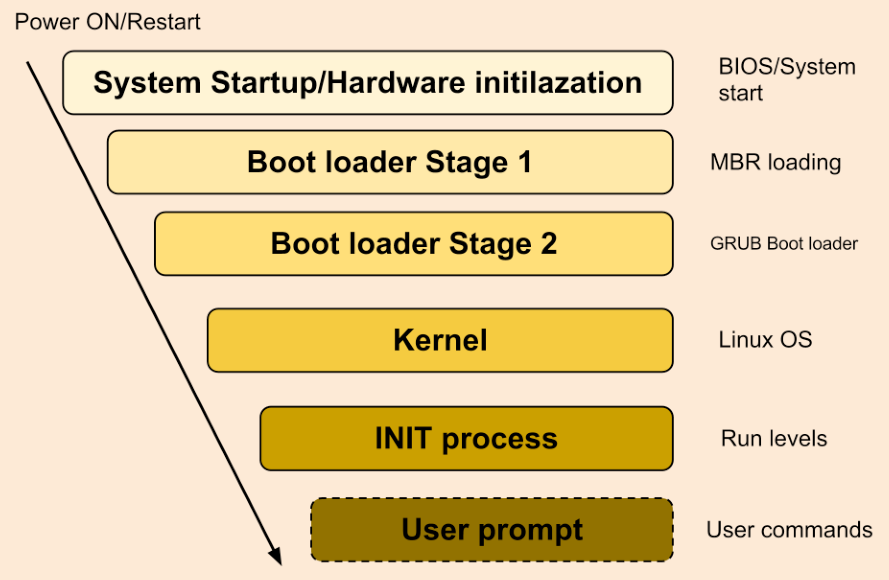 Power ON/Restart
System Startup/Hardware initilazation
BIOS/System
start
Boot loader Stage 1
MBR loading
Boot loader Stage 2
GRUB Boot loader
Kernel
Linux OS
INIT process
Run levels
User prompt
User commands